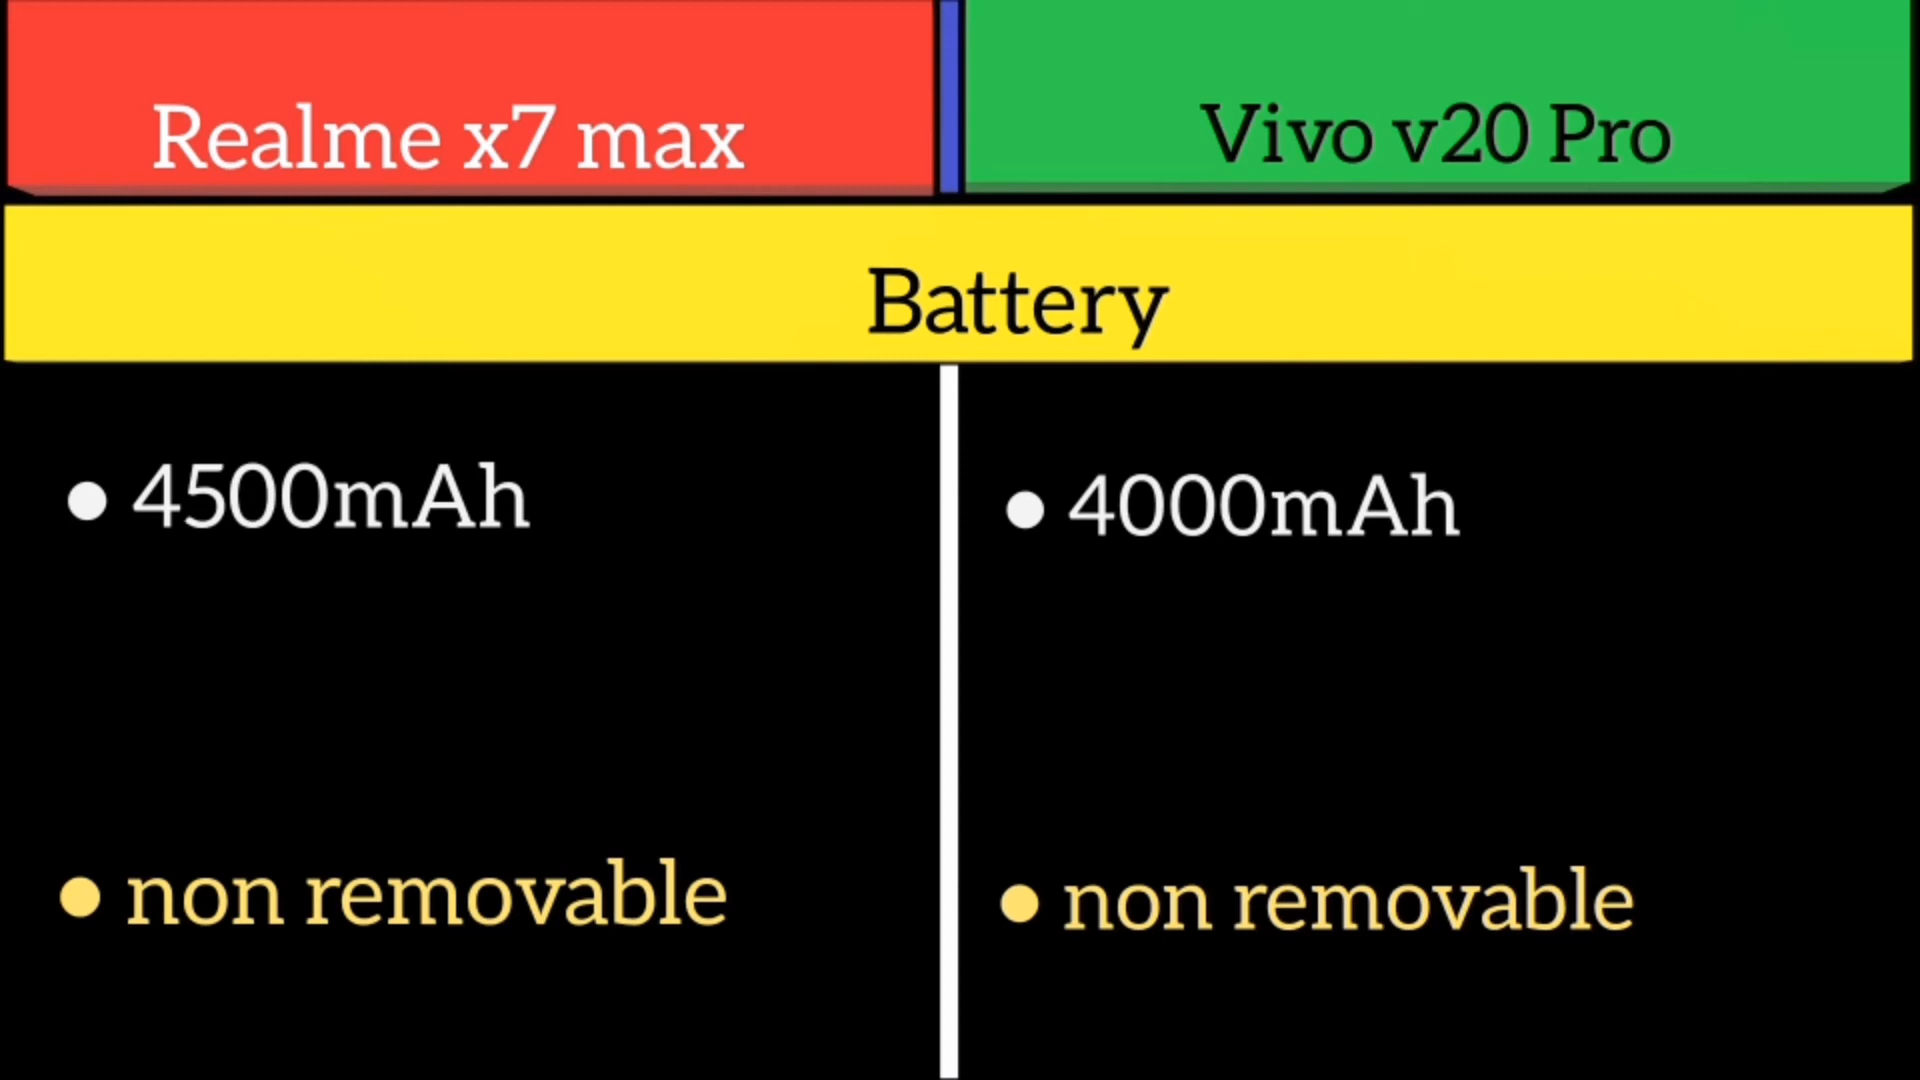 Realme x7 max
Vivo v20 Pro
Battery
4500mAh
4000mAh
non removable
non removable